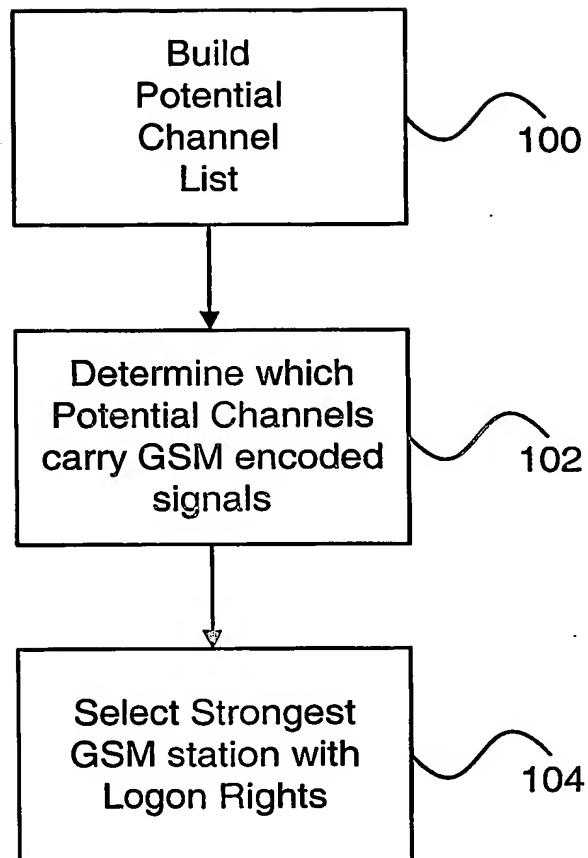 Build
Potential
Channel
List
100
Determine which
Potential Channels
carry GSM encoded
signals
102
Select Strongest
GSM station with
Logon Rights
104